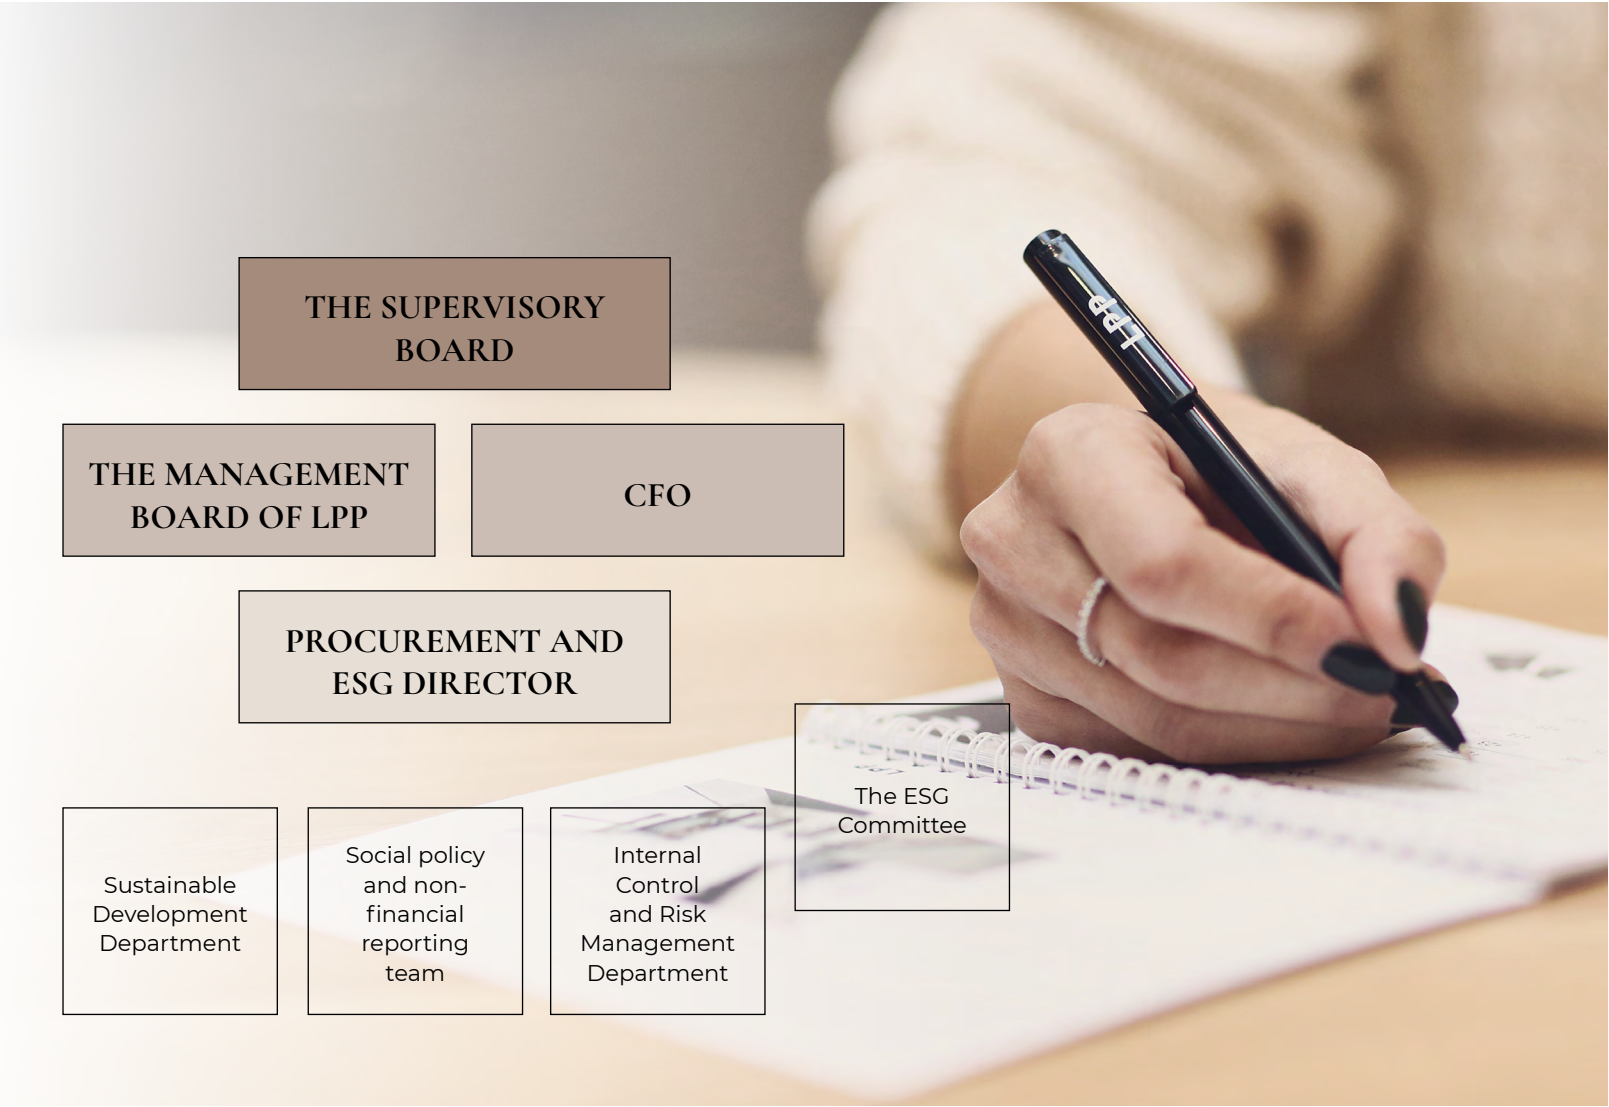 THE SUPERVISORY
BOARD
THE MANAGEMENT
BOARD OF LPP
CFO
PROCUREMENT AND
ESG DIRECTOR
Sustainable
Development
Department
Social policy
and non-
financial
reporting
team
Internal
Control
and Risk
Management
Department
The ESG
Committee
LPP
LPP